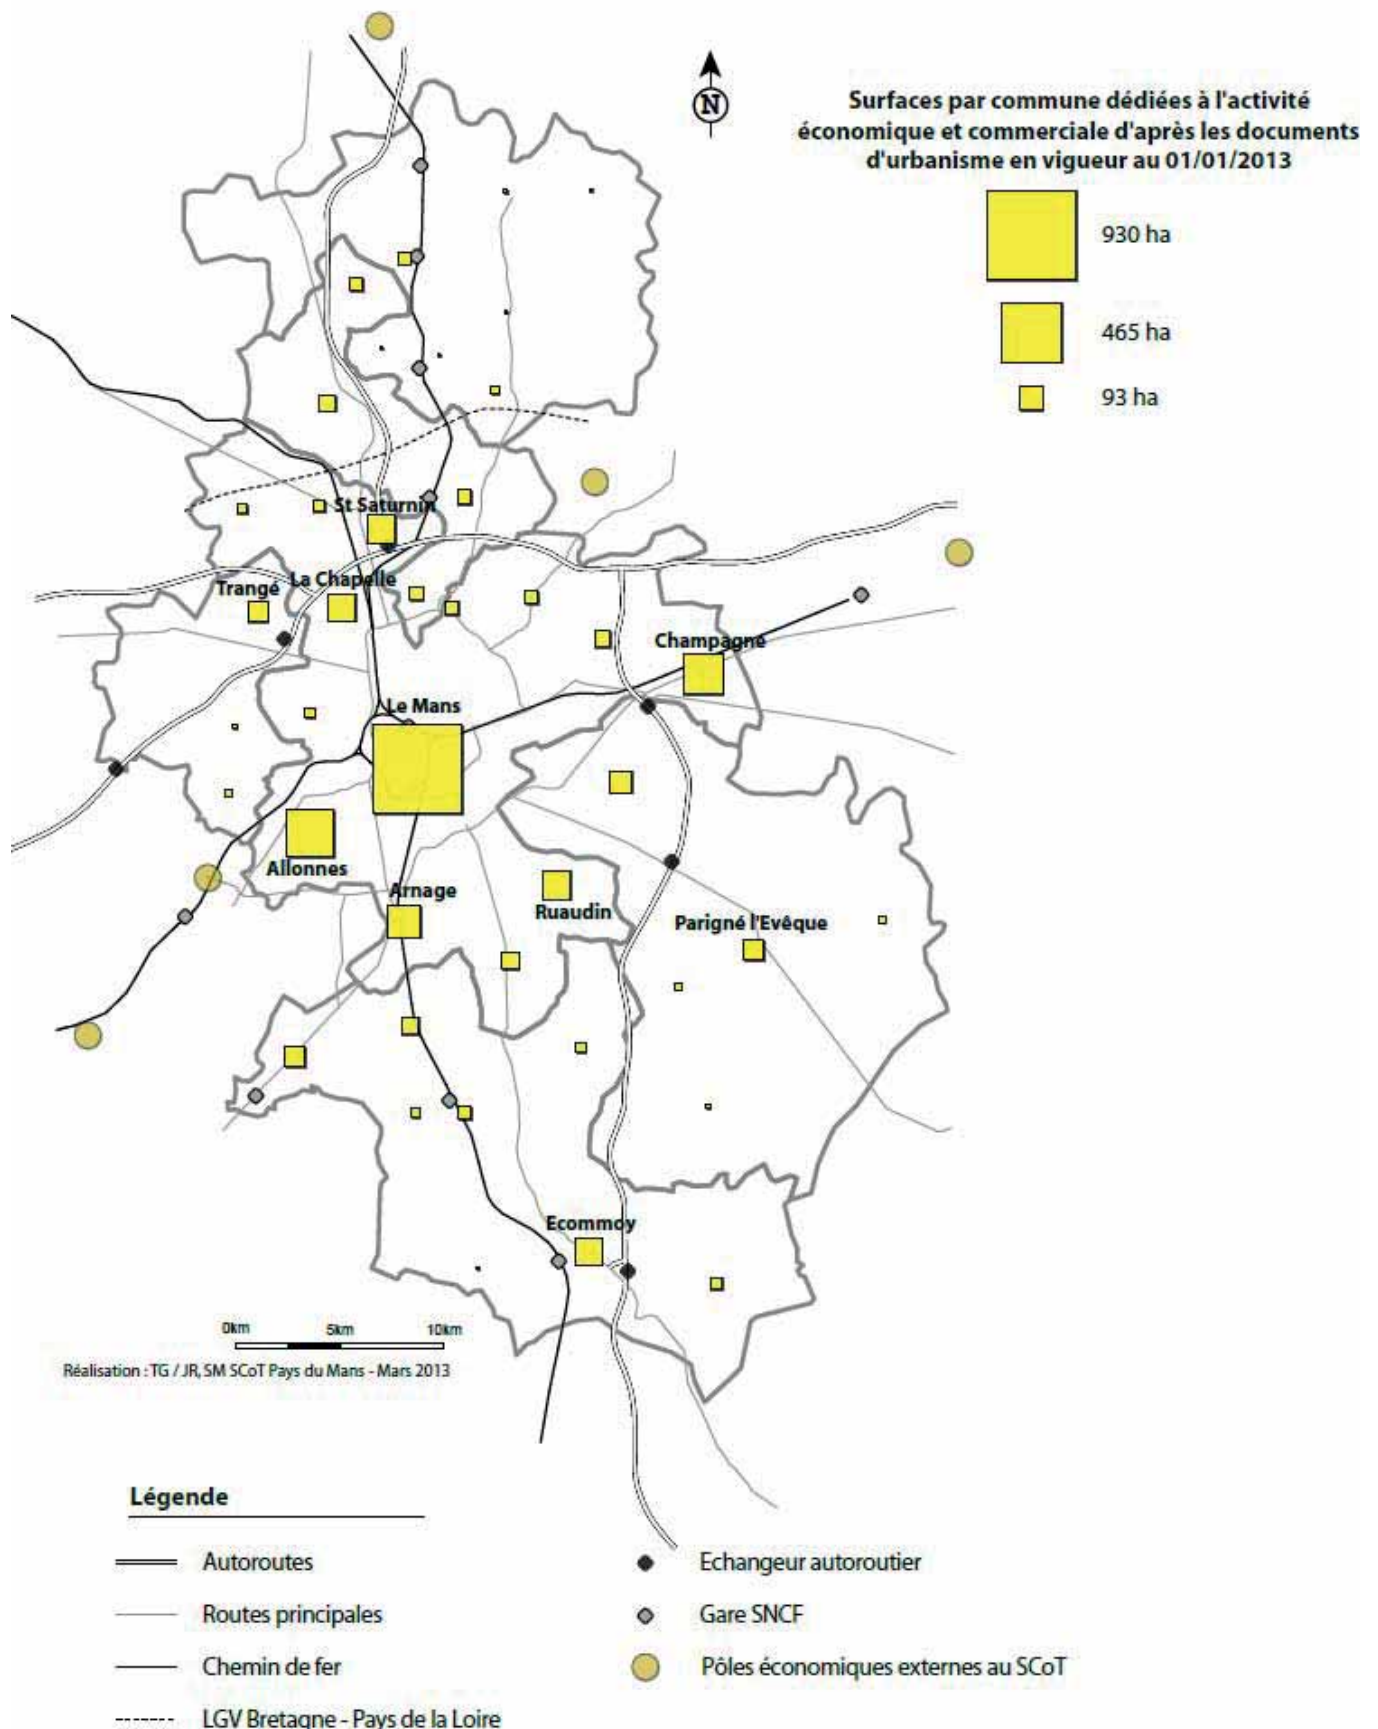 N
Surfaces par commune dédiées à l'activité
économique et commerciale d'après les documents
d'urbanisme en vigueur au 01/01/2013
930 ha
465 ha
93 ha
St Saturnin
La Chapelle
Trangé
Champagné
Le Mans
Allonnes
Arnage
Ruaudin
Parigné l'Evêque
Ecommoy
0km 5km 10km
Réalisation : TG / JR, SM SCoT Pays du Mans - Mars 2013
Légende
Autoroutes
Routes principales
Chemin de fer
LGV Bretagne - Pays de la Loire
Echangeur autoroutier
Gare SNCF
Pôles économiques externes au SCoT